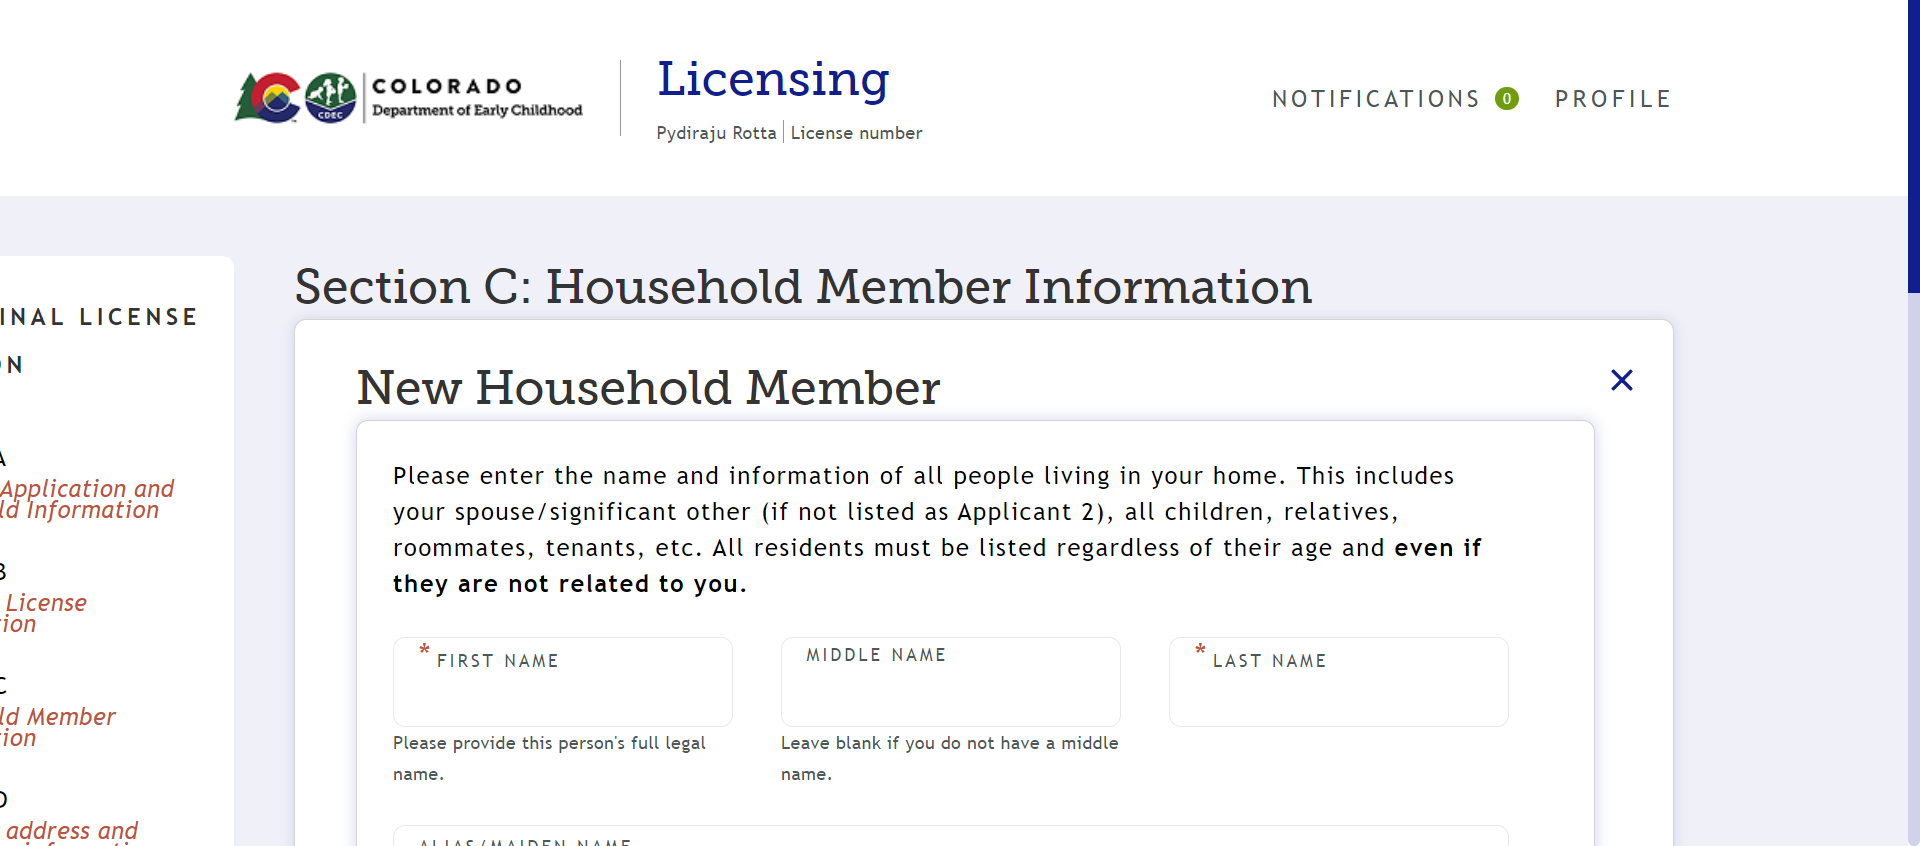 COLORADO
Department of Early Childhood
CDEC
Licensing
Pydiraju Rotta
License number
NOTIFICATIONS 0
PROFILE
INAL LICENSE
ON
A
Application and
ld Information
B
License
tion
C
ld Member
tion
D
address and
Section C: Household Member Information
New Household Member
Please enter the name and information of all people living in your home. This includes
your spouse/significant other (if not listed as Applicant 2), all children, relatives,
roommates, tenants, etc. All residents must be listed regardless of their age and even if
they are not related to you.
* FIRST NAME
MIDDLE NAME
* LAST NAME
Please provide this person's full legal
name.
Leave blank if you do not have a middle
name.
ALIAS/MAIDEN NAME